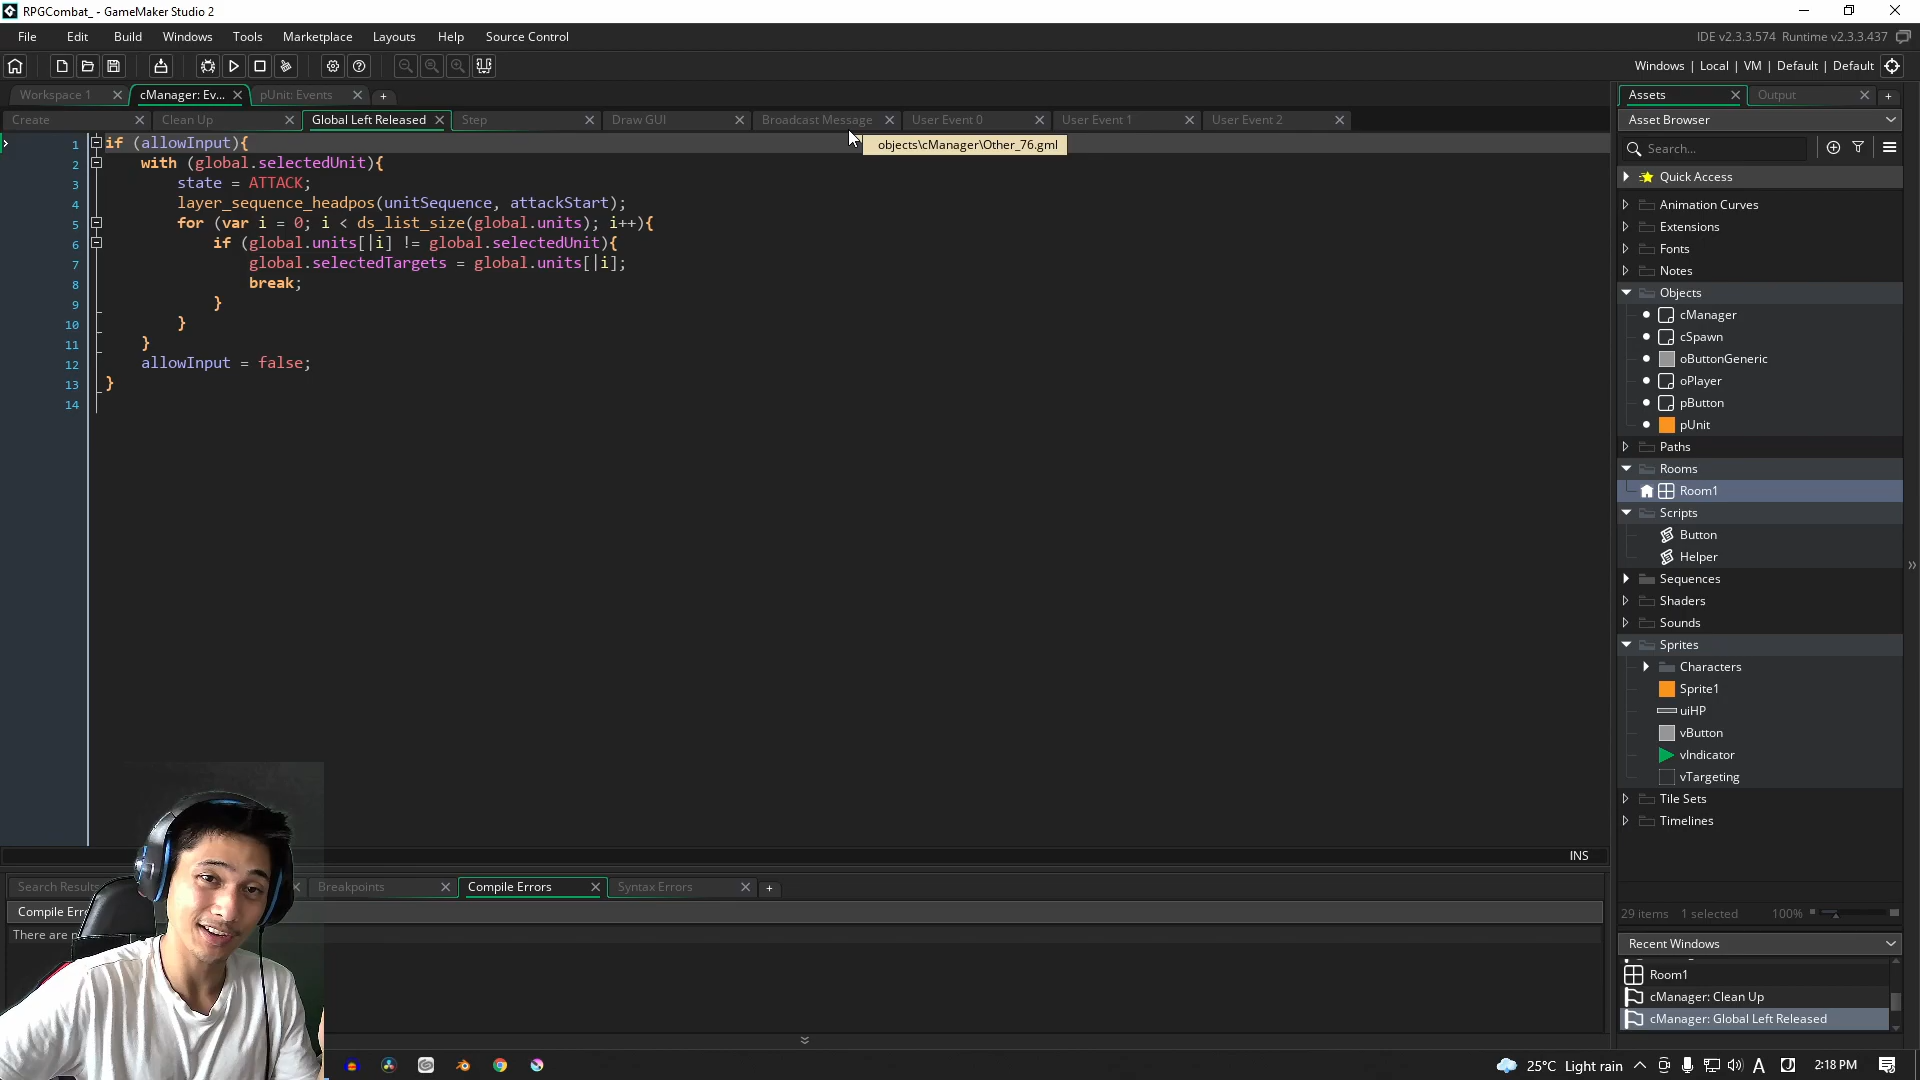 RPGCombat_ - GameMaker Studio 2
File Edit Build Windows Tools Marketplace Layouts Help Source Control
IDE v2.3.3.574 Runtime v2.3.3.437
Windows | Local | VM | Default | Default
Workspace 1 cManager: Ev... pUnit: Events
Create Clean Up Global Left Released Step Draw GUI Broadcast Message User Event 0 User Event 1 User Event 2
objects\cManager\Other_76.gml
1 if (allowInput){
2 with (global.selectedUnit){
3 state = ATTACK;
4 layer_sequence_headpos(unitSequence, attackStart);
5 for (var i = 0; i < ds_list_size(global.units); i++){
6 if (global.units[|i] != global.selectedUnit){
7 global.selectedTargets = global.units[|i];
8 break;
9 }
10 }
11 }
12 allowInput = false;
13 }
14
INS
Search Results Breakpoints Compile Errors Syntax Errors
Compile Err
There are
Assets Output
Asset Browser
Search...
Quick Access
Animation Curves
Extensions
Fonts
Notes
Objects
cManager
cSpawn
oButtonGeneric
oPlayer
pButton
pUnit
Paths
Rooms
Room1
Scripts
Button
Helper
Sequences
Shaders
Sounds
Sprites
Characters
Sprite1
uiHP
vButton
vIndicator
vTargeting
Tile Sets
Timelines
29 items 1 selected 100%
Recent Windows
Room1
cManager: Clean Up
cManager: Global Left Released
25°C Light rain A 2:18 PM